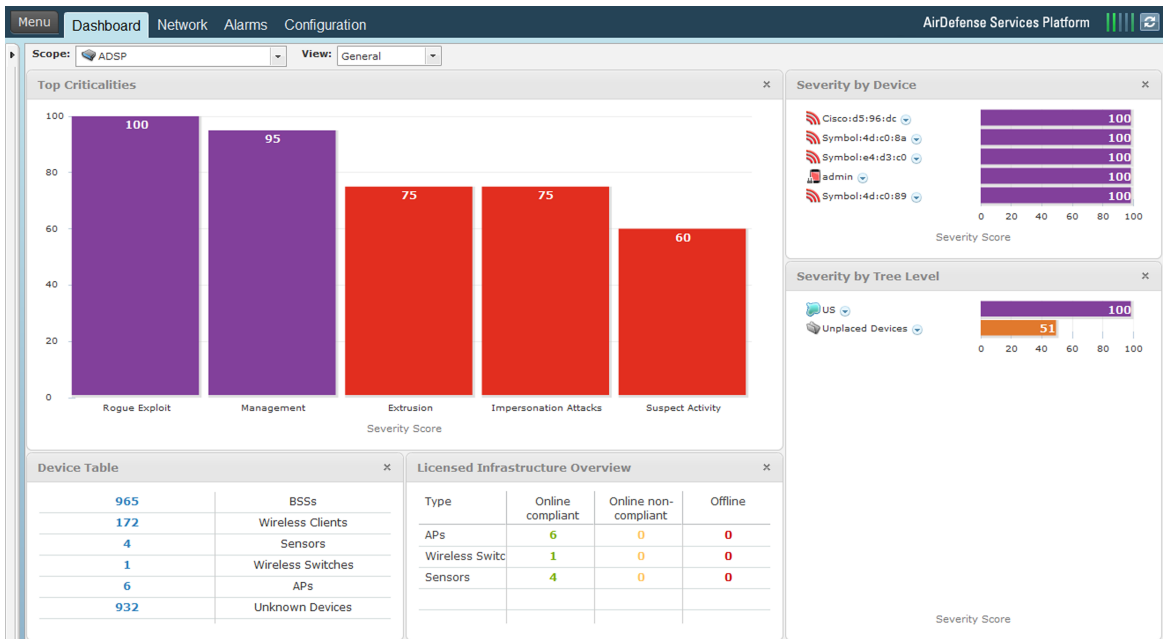 Menu Dashboard Network Alarms Configuration AirDefense Services Platform
Scope: ADSP View: General
Top Criticalities
100
80
60
40
20
0
100
95
75
75
60
Rogue Exploit Management Extrusion Impersonation Attacks Suspect Activity
Severity Score
Severity by Device
Cisco:d5:96:dc 100
Symbol:4d:c0:8a 100
Symbol:e4:d3:c0 100
admin 100
Symbol:4d:c0:89 100
0 20 40 60 80 100
Severity Score
Severity by Tree Level
US 100
Unplaced Devices 51
0 20 40 60 80 100
Severity Score
Device Table
965 BSSs
172 Wireless Clients
4 Sensors
1 Wireless Switches
6 APs
932 Unknown Devices
Licensed Infrastructure Overview
Type Online Online non- Offline
compliant compliant
APs 6 0 0
Wireless Switc 1 0 0
Sensors 4 0 0